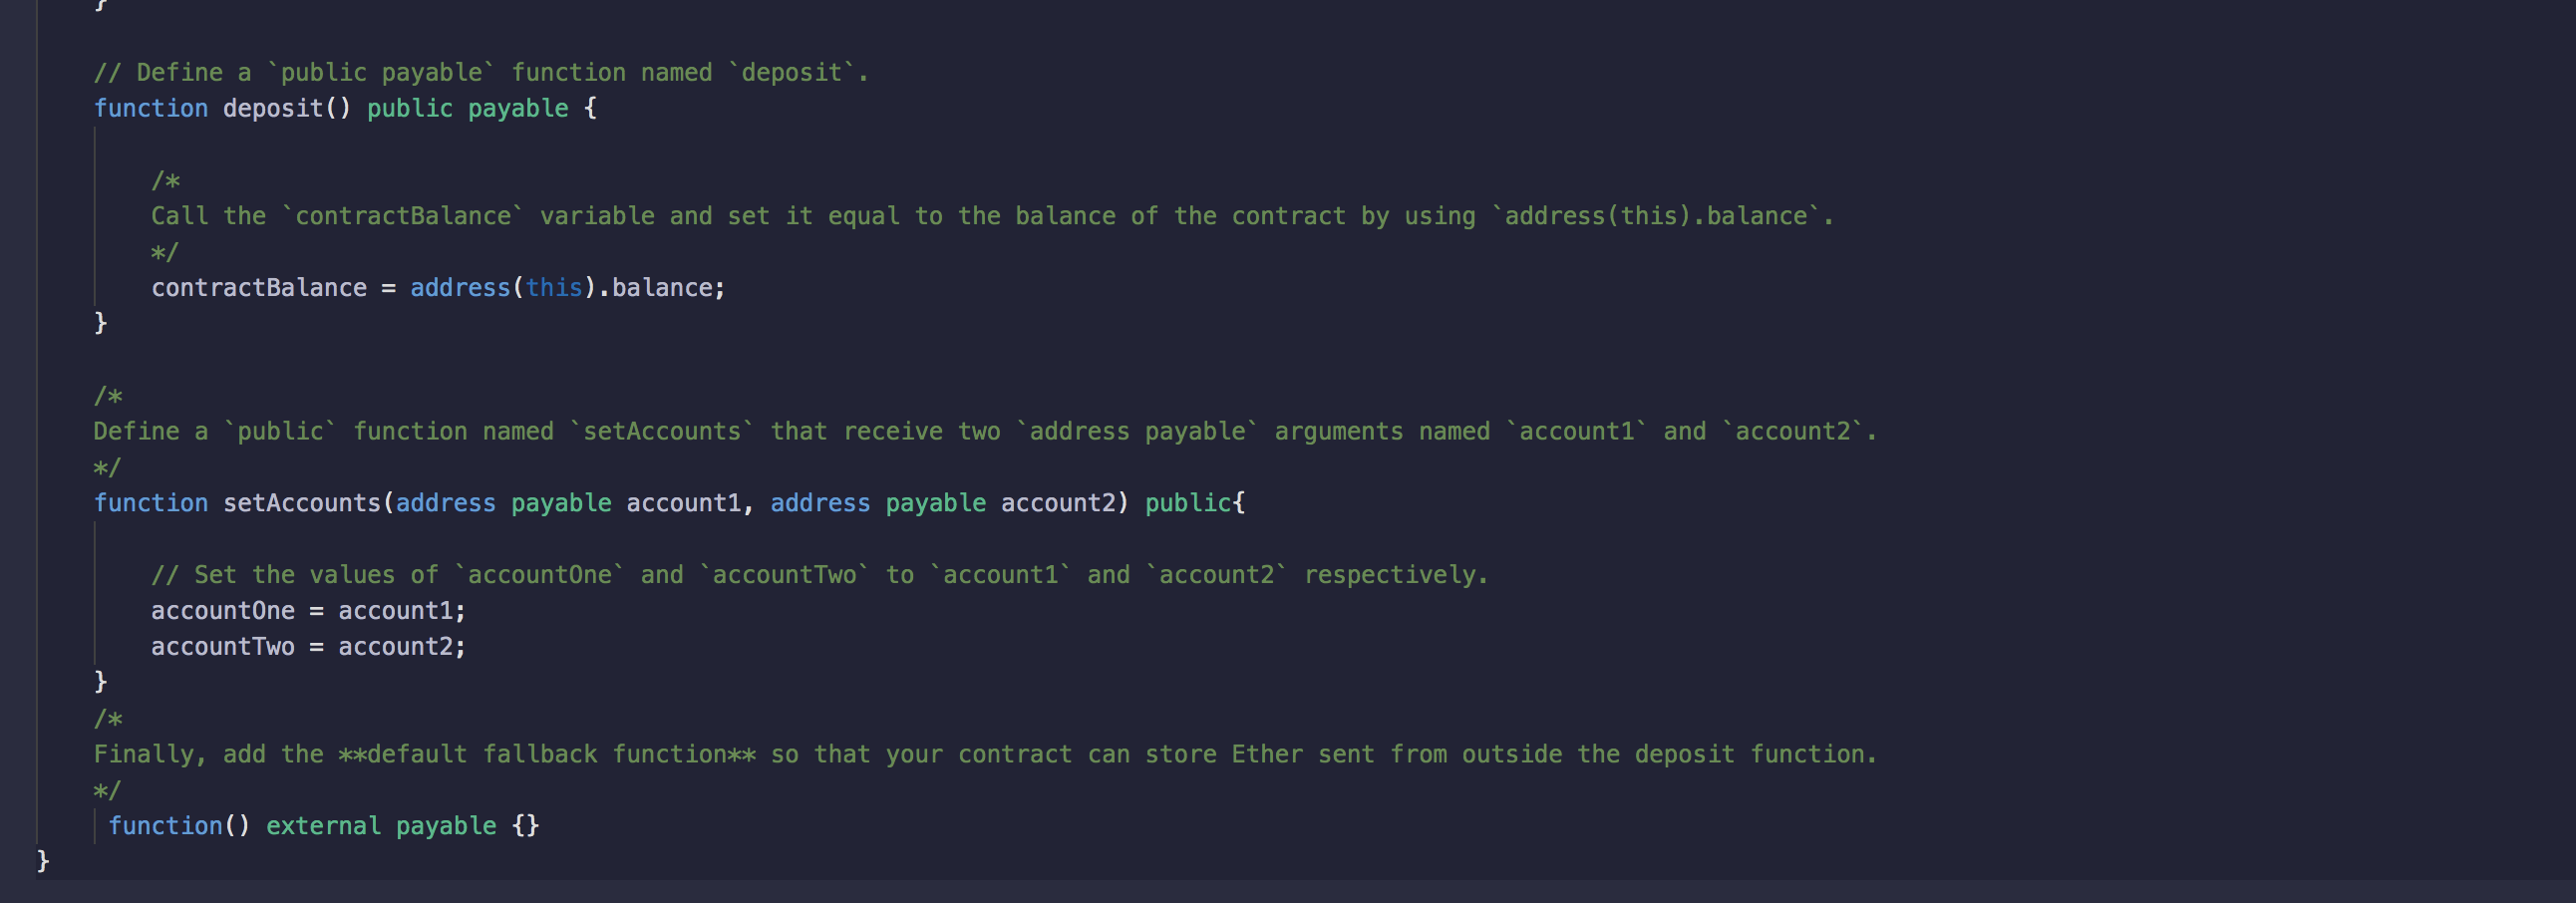 }
// Define a `public payable` function named `deposit`.
function deposit() public payable {
/*
Call the `contractBalance` variable and set it equal to the balance of the contract by using `address(this).balance`.
*/
contractBalance = address(this).balance;
}
/*
Define a `public` function named `setAccounts` that receive two `address payable` arguments named `account1` and `account2`.
*/
function setAccounts(address payable account1, address payable account2) public{
// Set the values of `accountOne` and `accountTwo` to `account1` and `account2` respectively.
accountOne = account1;
accountTwo = account2;
}
/*
Finally, add the **default fallback function** so that your contract can store Ether sent from outside the deposit function.
*/
function() external payable {}
}